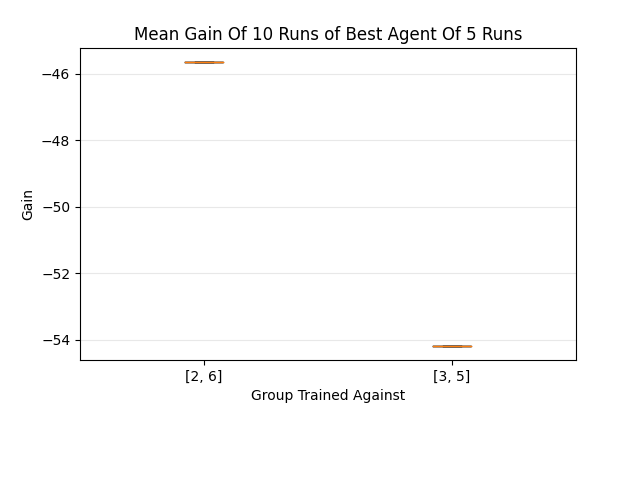 Mean Gain Of 10 Runs of Best Agent Of 5 Runs
−46
−48
−50
−52
−54
Gain
[2, 6]
[3, 5]
Group Trained Against